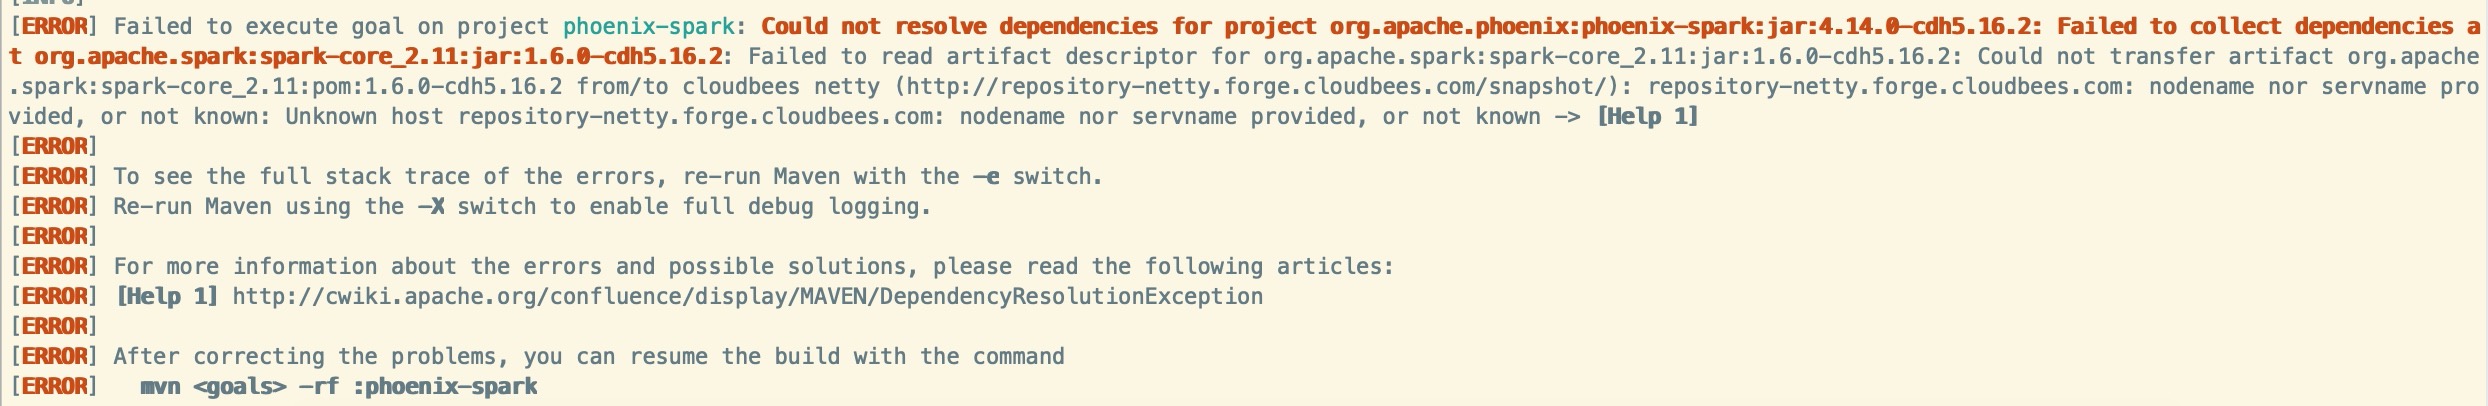 [INFO]
[ERROR] Failed to execute goal on project phoenix-spark: Could not resolve dependencies for project org.apache.phoenix:phoenix-spark:jar:4.14.0-cdh5.16.2: Failed to collect dependencies a
t org.apache.spark:spark-core_2.11:jar:1.6.0-cdh5.16.2: Failed to read artifact descriptor for org.apache.spark:spark-core_2.11:jar:1.6.0-cdh5.16.2: Could not transfer artifact org.apache
.spark:spark-core_2.11:pom:1.6.0-cdh5.16.2 from/to cloudbees netty (http://repository-netty.forge.cloudbees.com/snapshot/): repository-netty.forge.cloudbees.com: nodename nor servname pro
vided, or not known: Unknown host repository-netty.forge.cloudbees.com: nodename nor servname provided, or not known -> [Help 1]
[ERROR]
[ERROR] To see the full stack trace of the errors, re-run Maven with the -e switch.
[ERROR] Re-run Maven using the -X switch to enable full debug logging.
[ERROR]
[ERROR] For more information about the errors and possible solutions, please read the following articles:
[ERROR] [Help 1] http://cwiki.apache.org/confluence/display/MAVEN/DependencyResolutionException
[ERROR]
[ERROR] After correcting the problems, you can resume the build with the command
[ERROR]   mvn <goals> -rf :phoenix-spark